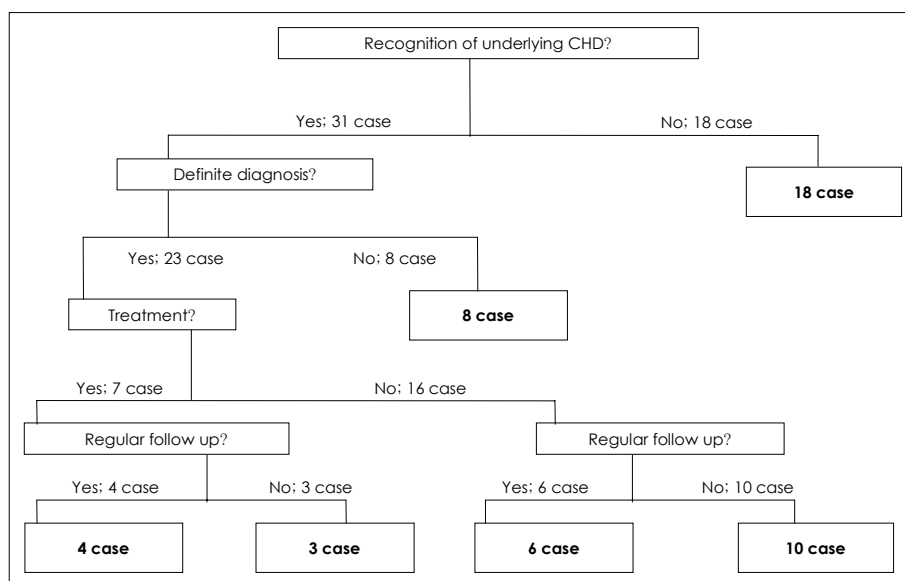 Recognition of underlying CHD?
Yes; 31 case
No; 18 case
Definite diagnosis?
18 case
Yes; 23 case
No; 8 case
Treatment?
8 case
Yes; 7 case
No; 16 case
Regular follow up?
Regular follow up?
Yes; 4 case
No; 3 case
Yes; 6 case
No; 10 case
4 case
3 case
6 case
10 case